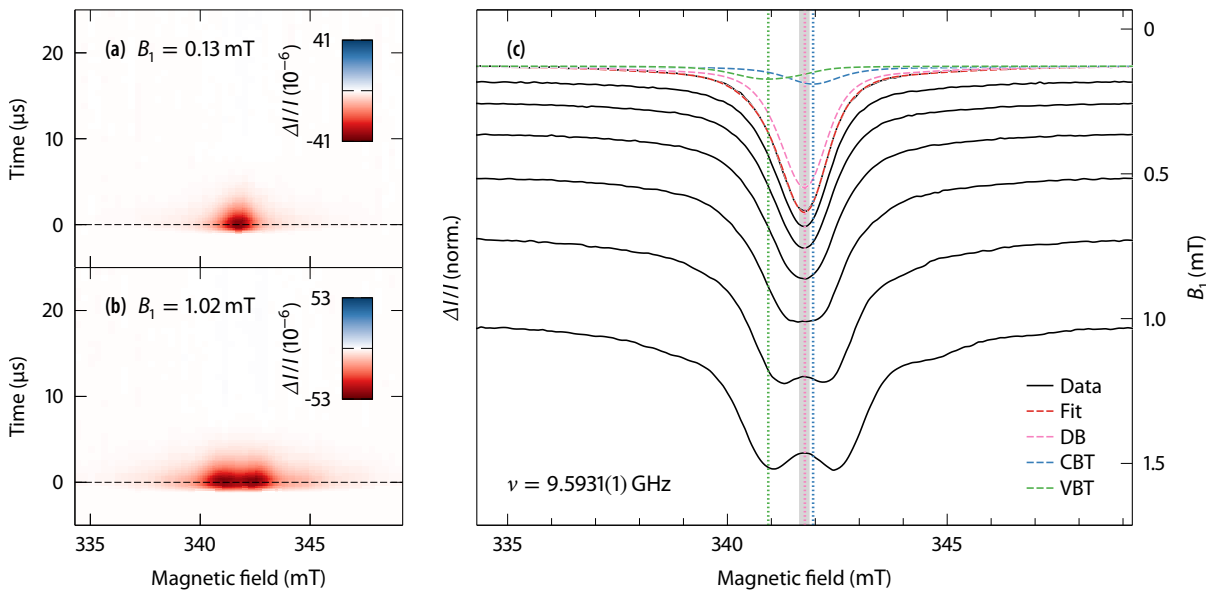 (a) B₁ = 0.13 mT
41
ΔI/I (10⁻⁶)
-41
20
10
0
Time (μs)
(b) B₁ = 1.02 mT
53
ΔI/I (10⁻⁶)
-53
20
10
0
Time (μs)
335
340
345
Magnetic field (mT)
(c)
ΔI/I (norm.)
ν = 9.5931(1) GHz
Data
Fit
DB
CBT
VBT
0
0.5
1.0
1.5
B₁ (mT)
335
340
345
Magnetic field (mT)